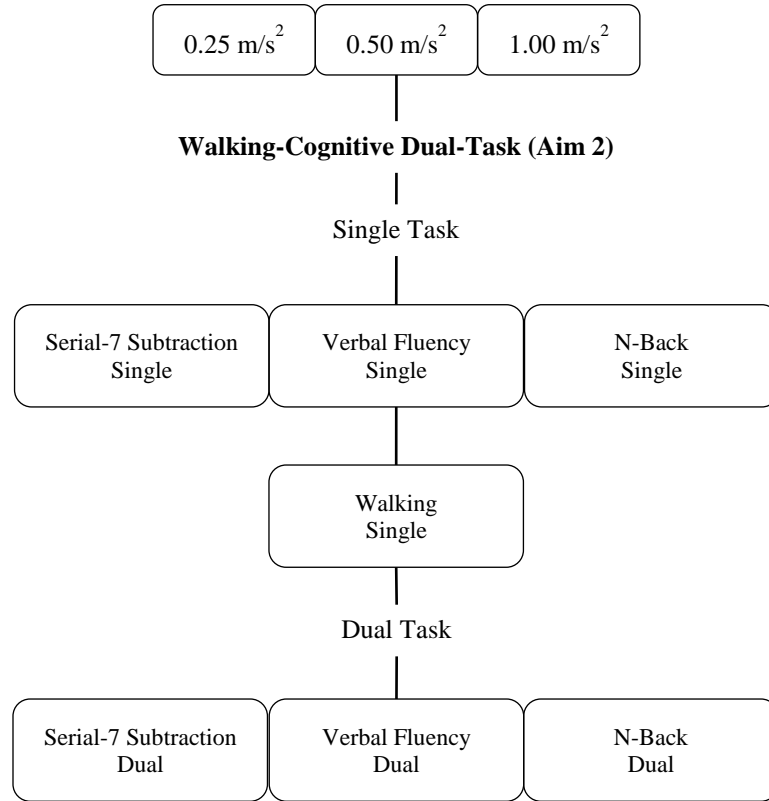 0.25 m/s² 0.50 m/s² 1.00 m/s²
Walking-Cognitive Dual-Task (Aim 2)
Single Task
Serial-7 Subtraction Verbal Fluency N-Back
Single Single Single
Walking
Single
Dual Task
Serial-7 Subtraction Verbal Fluency N-Back
Dual Dual Dual